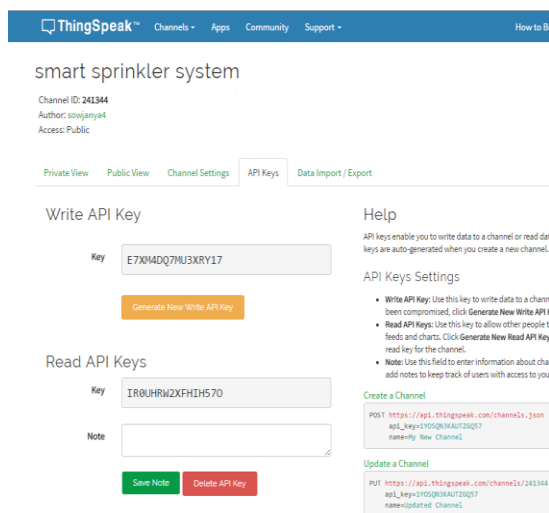 ThingSpeak™ Channels Apps Community Support How to B
smart sprinkler system
Channel ID: 241344
Author: sowjanya4
Access: Public
Private View Public View Channel Settings API Keys Data Import / Export
Write API Key
Key E7XM4DQ7MU3XRY17
Generate New Write API Key
Read API Keys
Key IR0UHRW2XFHIH57O
Note
Save Note Delete API Key
Help
API keys enable you to write data to a channel or read dat
keys are auto-generated when you create a new channel.
API Keys Settings
• Write API Key: Use this key to write data to a chann
been compromised, click Generate New Write API K
• Read API Keys: Use this key to allow other people t
feeds and charts. Click Generate New Read API Key
read key for the channel.
• Note: Use this field to enter information about cha
add notes to keep track of users with access to you
Create a Channel
POST https://api.thingspeak.com/channels.json
api_key=1YOSQN3KAUTZGQ57
name=My New Channel
Update a Channel
PUT https://api.thingspeak.com/channels/241344
api_key=1YOSQN3KAUTZGQ57
name=Updated Channel